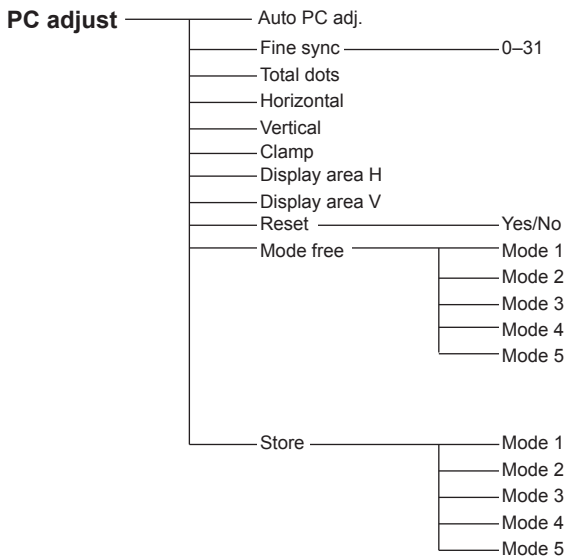 PC adjust
Auto PC adj.
Fine sync 0–31
Total dots
Horizontal
Vertical
Clamp
Display area H
Display area V
Reset Yes/No
Mode free Mode 1
Mode 2
Mode 3
Mode 4
Mode 5
Store Mode 1
Mode 2
Mode 3
Mode 4
Mode 5